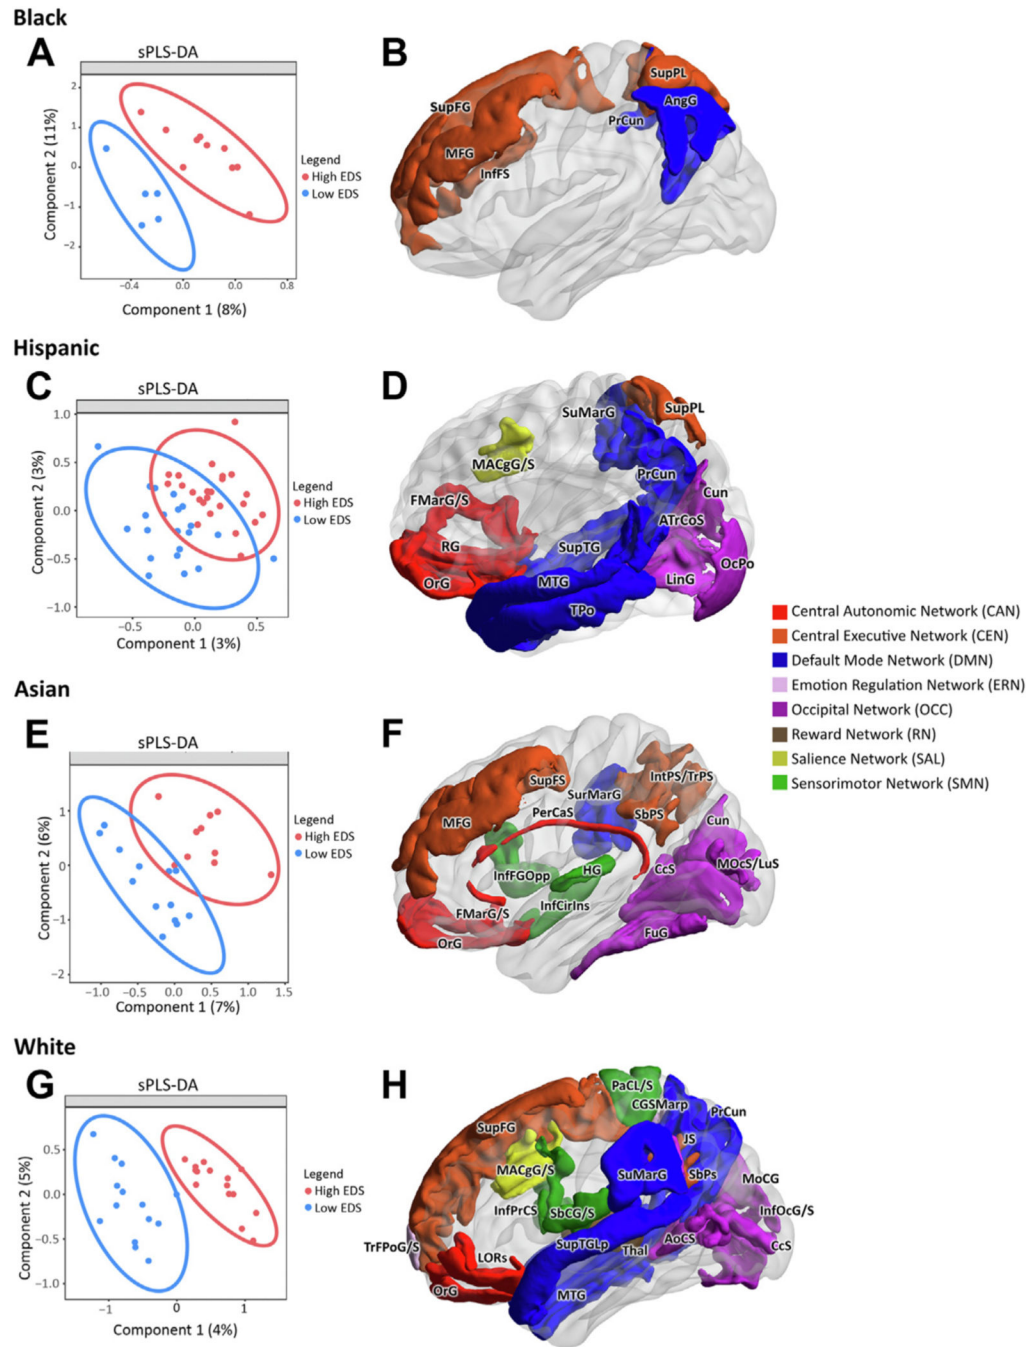 Black
A
sPLS-DA
Component 2 (11%)
2
1
0
−1
−2
−0.4
0.0
0.0
0.8
Component 1 (8%)
Legend
High EDS
Low EDS
B
SupFG
MFG
InfFS
SupPL
AngG
PrCun
Hispanic
C
sPLS-DA
Component 2 (3%)
1.0
0.5
0.0
−0.5
−1.0
−0.5
0.0
0.5
Component 1 (3%)
Legend
High EDS
Low EDS
D
SuMarG
SupPL
MACgG/S
PrCun
FMarG/S
Cun
ATrCoS
RG
SupTG
OcPo
OrG
MTG
LinG
TPo
Central Autonomic Network (CAN)
Central Executive Network (CEN)
Default Mode Network (DMN)
Emotion Regulation Network (ERN)
Occipital Network (OCC)
Reward Network (RN)
Salience Network (SAL)
Sensorimotor Network (SMN)
Asian
E
sPLS-DA
Component 2 (6%)
1
0
−1
−2
−1.0
−0.5
0.0
0.5
1.0
1.5
Component 1 (7%)
Legend
High EDS
Low EDS
F
SupFS
IntPS/TrPS
SurMarG
MFG
PerCaS
SbPS
Cun
InfFGOpp
HG
CcS
MOcS/LuS
InfCirIns
FMarG/S
OrG
FuG
White
G
sPLS-DA
Component 2 (5%)
0.5
0.0
−0.5
−1.0
−1
0
1
Component 1 (4%)
Legend
High EDS
Low EDS
H
PaCL/S
CGSMarp
PrCun
SupFG
JS
MACgG/S
SuMarG
SbPs
MoCG
InfPrCS
SbCG/S
InfOcG/S
TrFPoG/S
SupTGLp
Thal
AoCS
CcS
LORs
OrG
MTG